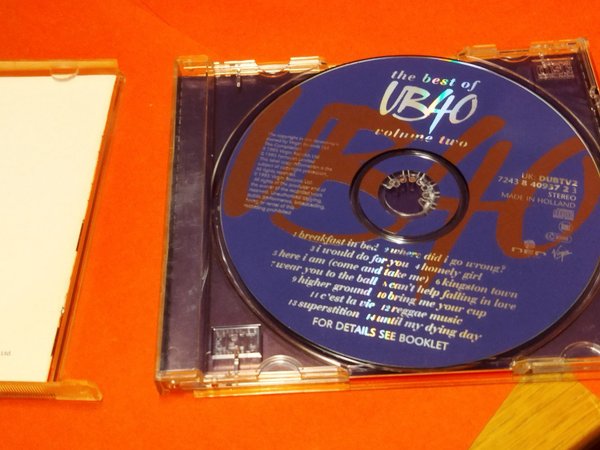 the best of
UB40
volume two
UK: DUBTV2
7243 8 40937 2 3
STEREO
MADE IN HOLLAND
DEP
Virgin
1 breakfast in bed 2 where did i go wrong?
3 i would do for you 4 homely girl
5 here i am (come and take me) 6 kingston town
7 wear you to the ball 8 can't help falling in love
9 higher ground 10 bring me your cup
11 c'est la vie 12 reggae music
13 superstition 14 until my dying day
FOR DETAILS SEE BOOKLET
Ltd